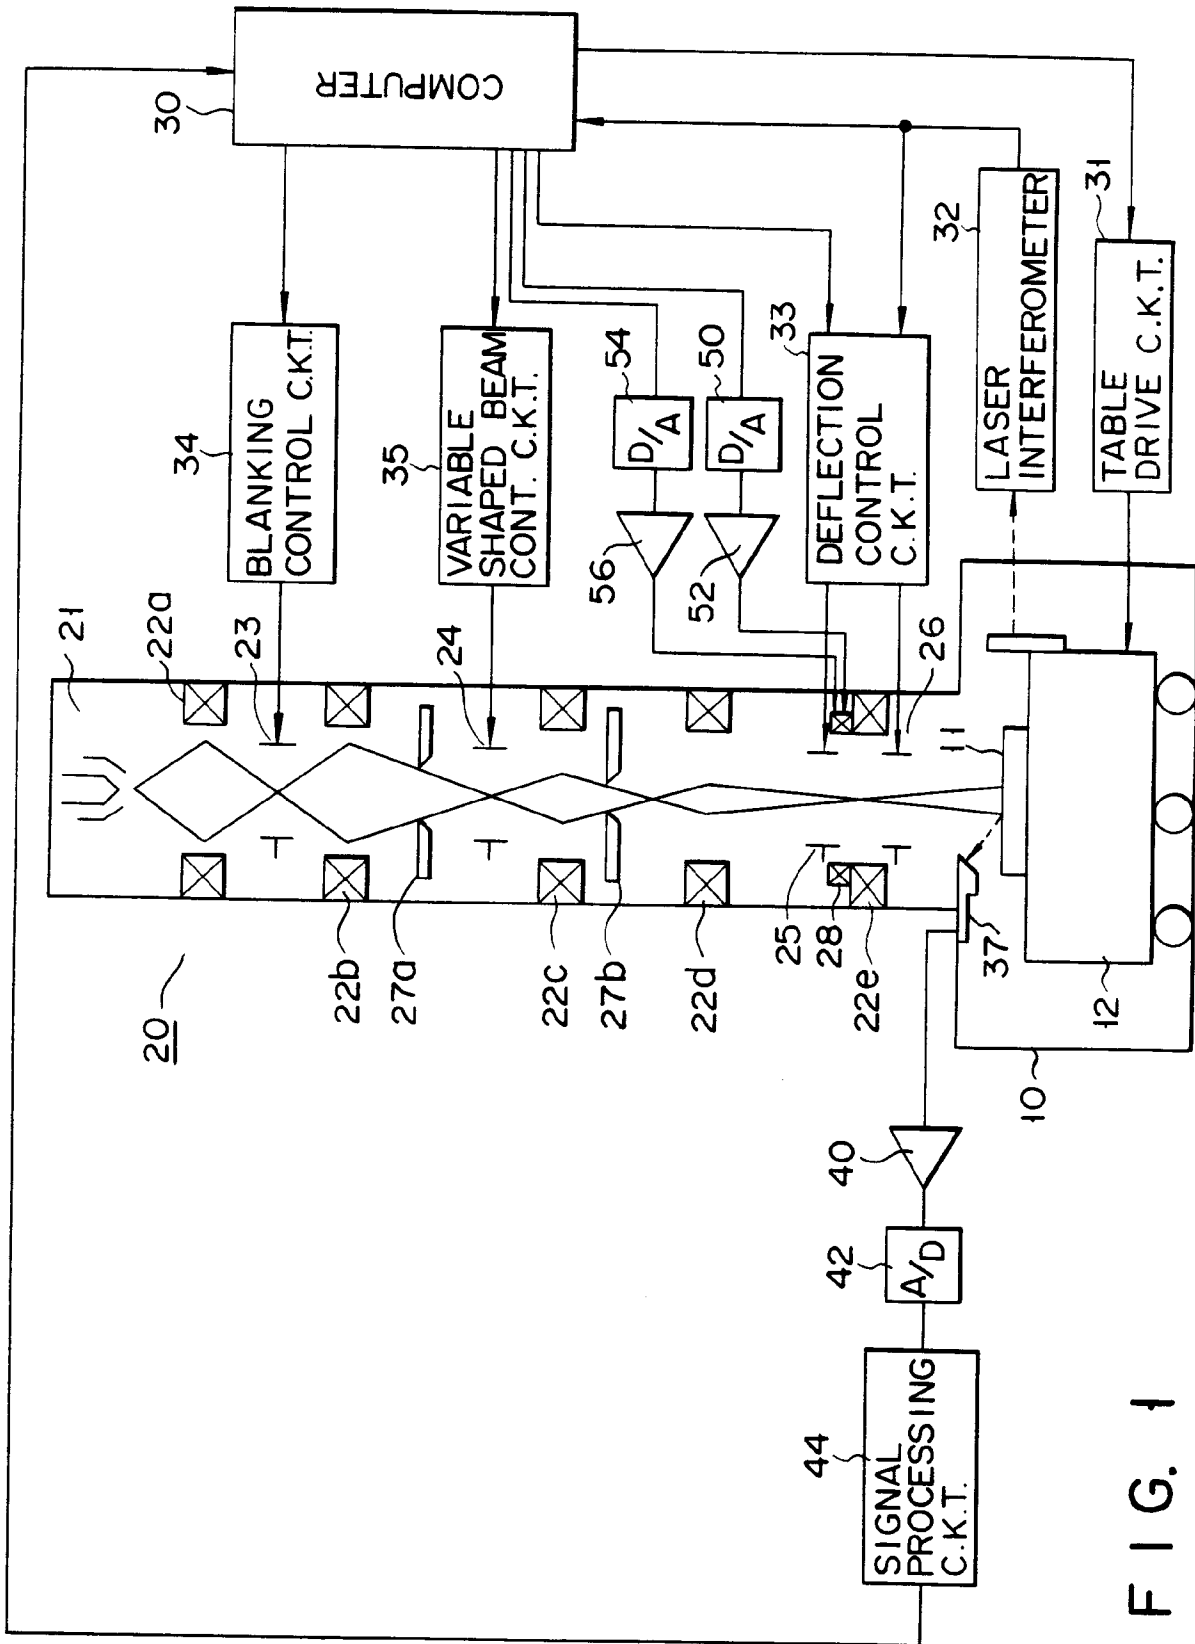 30
COMPUTER
34
BLANKING
CONTROL C.K.T.
35
VARIABLE
SHAPED BEAM
CONT. C.K.T.
54
D/A
50
D/A
56
52
33
DEFLECTION
CONTROL
C.K.T.
32
LASER
INTERFEROMETER
31
TABLE
DRIVE C.K.T.
21
22a
23
24
26
11
20
22b
27a
22c
27b
22d
25
28
22e
37
12
10
40
42
A/D
44
SIGNAL
PROCESSING
C.K.T.
FIG. 1